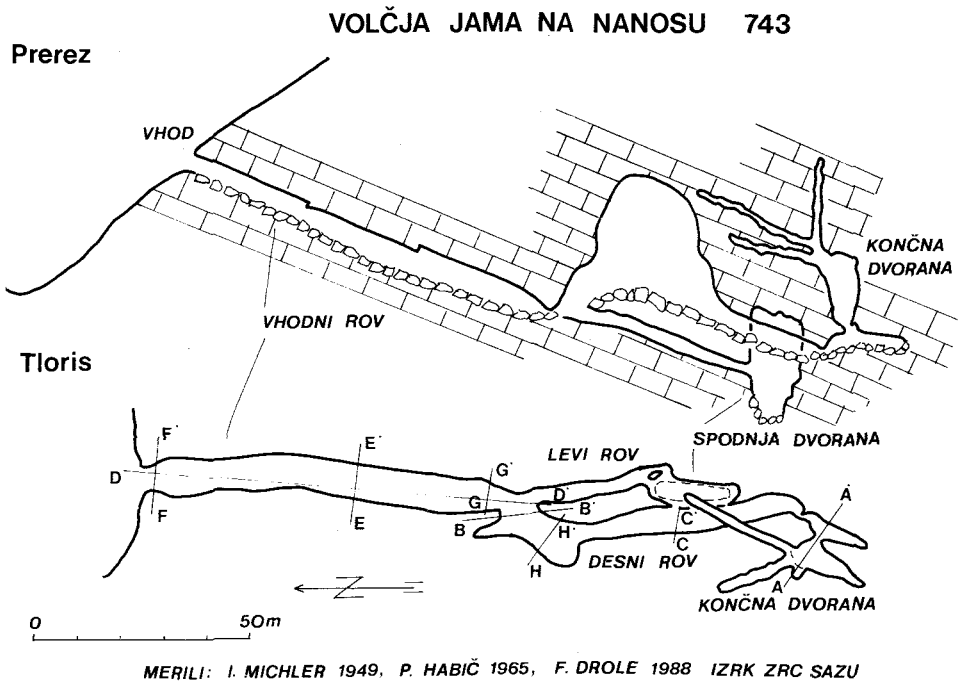 VOLČJA JAMA NA NANOSU 743
Prerez
VHOD
KONČNA
DVORANA
VHODNI ROV
Tloris
SPODNJA DVORANA
LEVI ROV
F'
E'
G'
D
D'
A'
G
B'
C'
F
E
B
H'
C
H
DESNI ROV
A
KONČNA DVORANA
N
0 50m
MERILI: I. MICHLER 1949, P. HABIČ 1965, F. DROLE 1988 IZRK ZRC SAZU